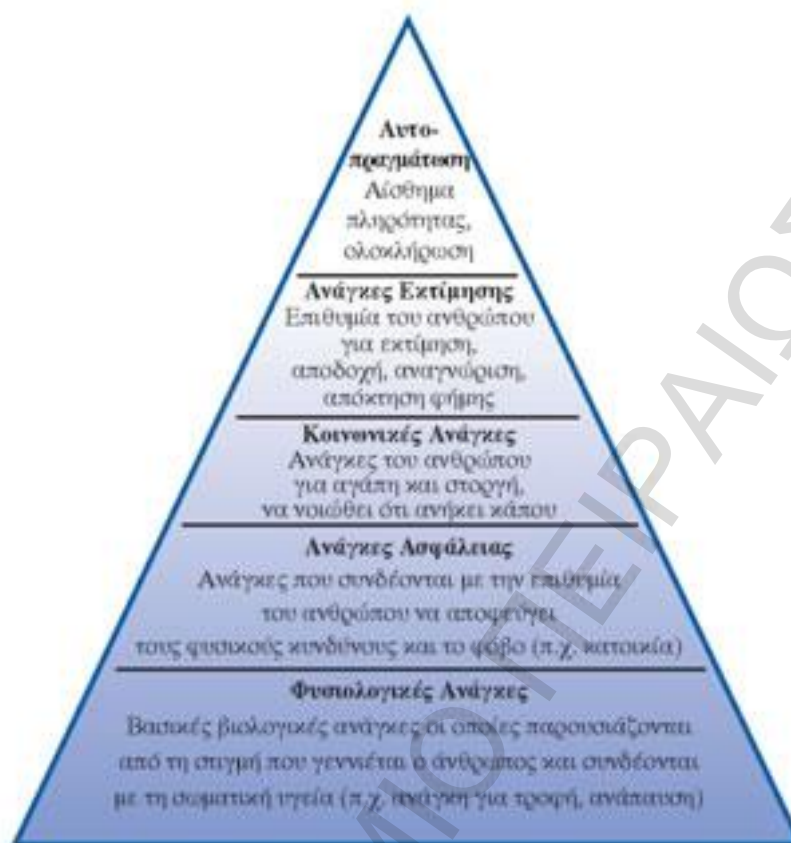 Αυτο-
πραγμάτωση
Αίσθημα
πληρότητας,
ολοκλήρωση
Ανάγκες Εκτίμησης
Επιθυμία του ανθρώπου
για εκτίμηση,
αποδοχή, αναγνώριση,
απόκτηση φήμης
Κοινωνικές Ανάγκες
Ανάγκες του ανθρώπου
για αγάπη και στοργή,
να νοιώθει ότι ανήκει κάπου
Ανάγκες Ασφάλειας
Ανάγκες που συνδέονται με την επιθυμία
του ανθρώπου να αποφεύγει
τους φυσικούς κινδύνους και το φόβο (π.χ. κατοικία)
Φυσιολογικές Ανάγκες
Βασικές βιολογικές ανάγκες οι οποίες παρουσιάζονται
από τη στιγμή που γεννιέται ο άνθρωπος και συνδέονται
με τη σωματική υγεία (π.χ. ανάγκη για τροφή, ανάπαυση)